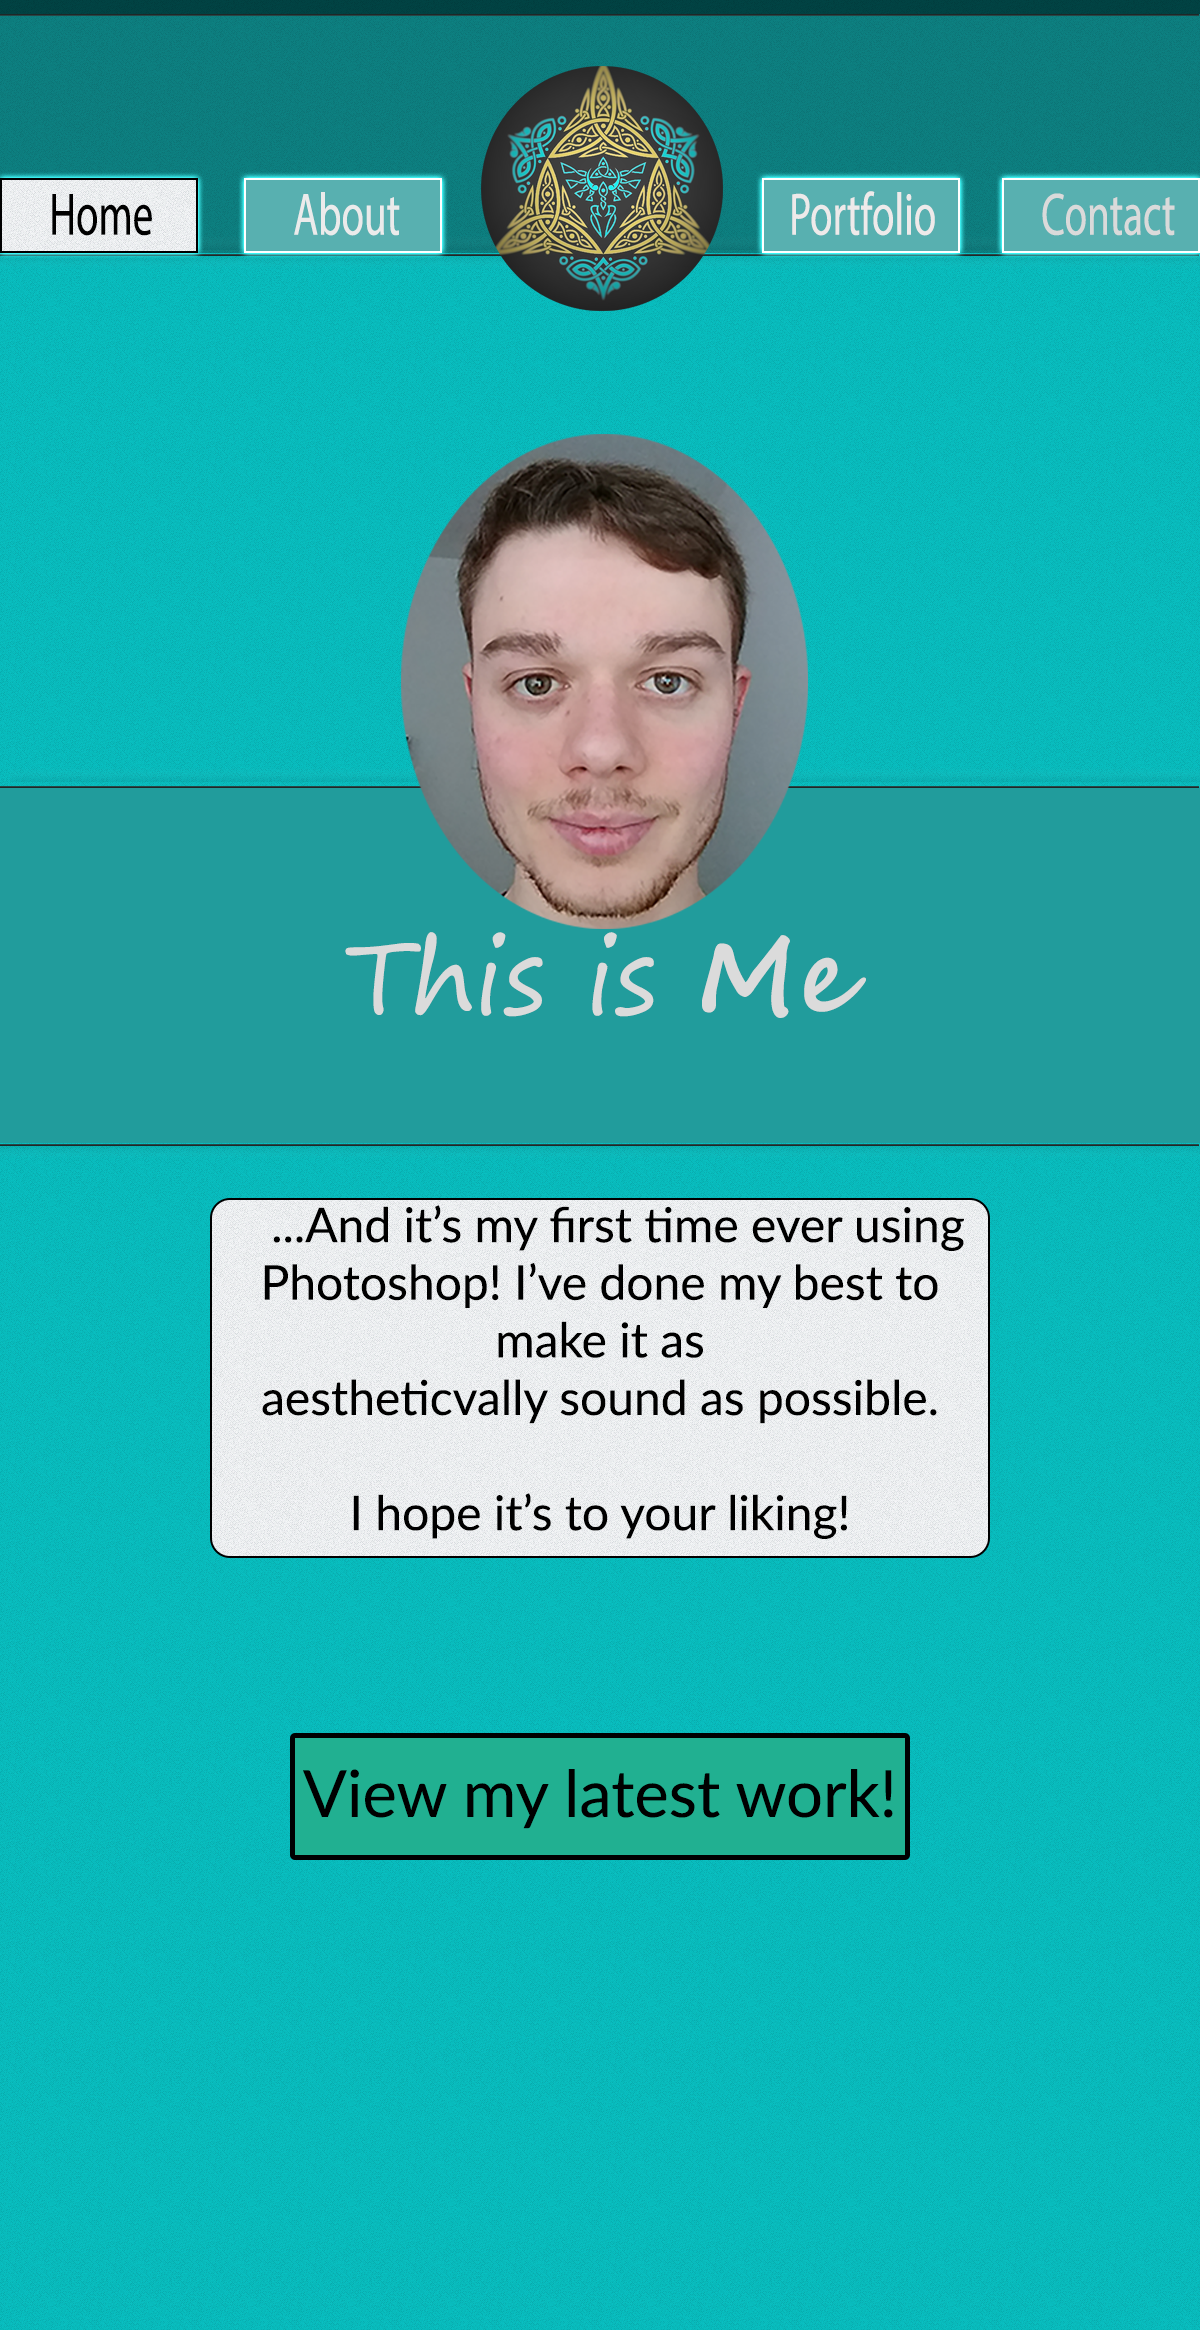 Home About Portfolio Contact
This is Me
...And it’s my first time ever using
Photoshop! I’ve done my best to
make it as
aestheticvally sound as possible.
I hope it’s to your liking!
View my latest work!